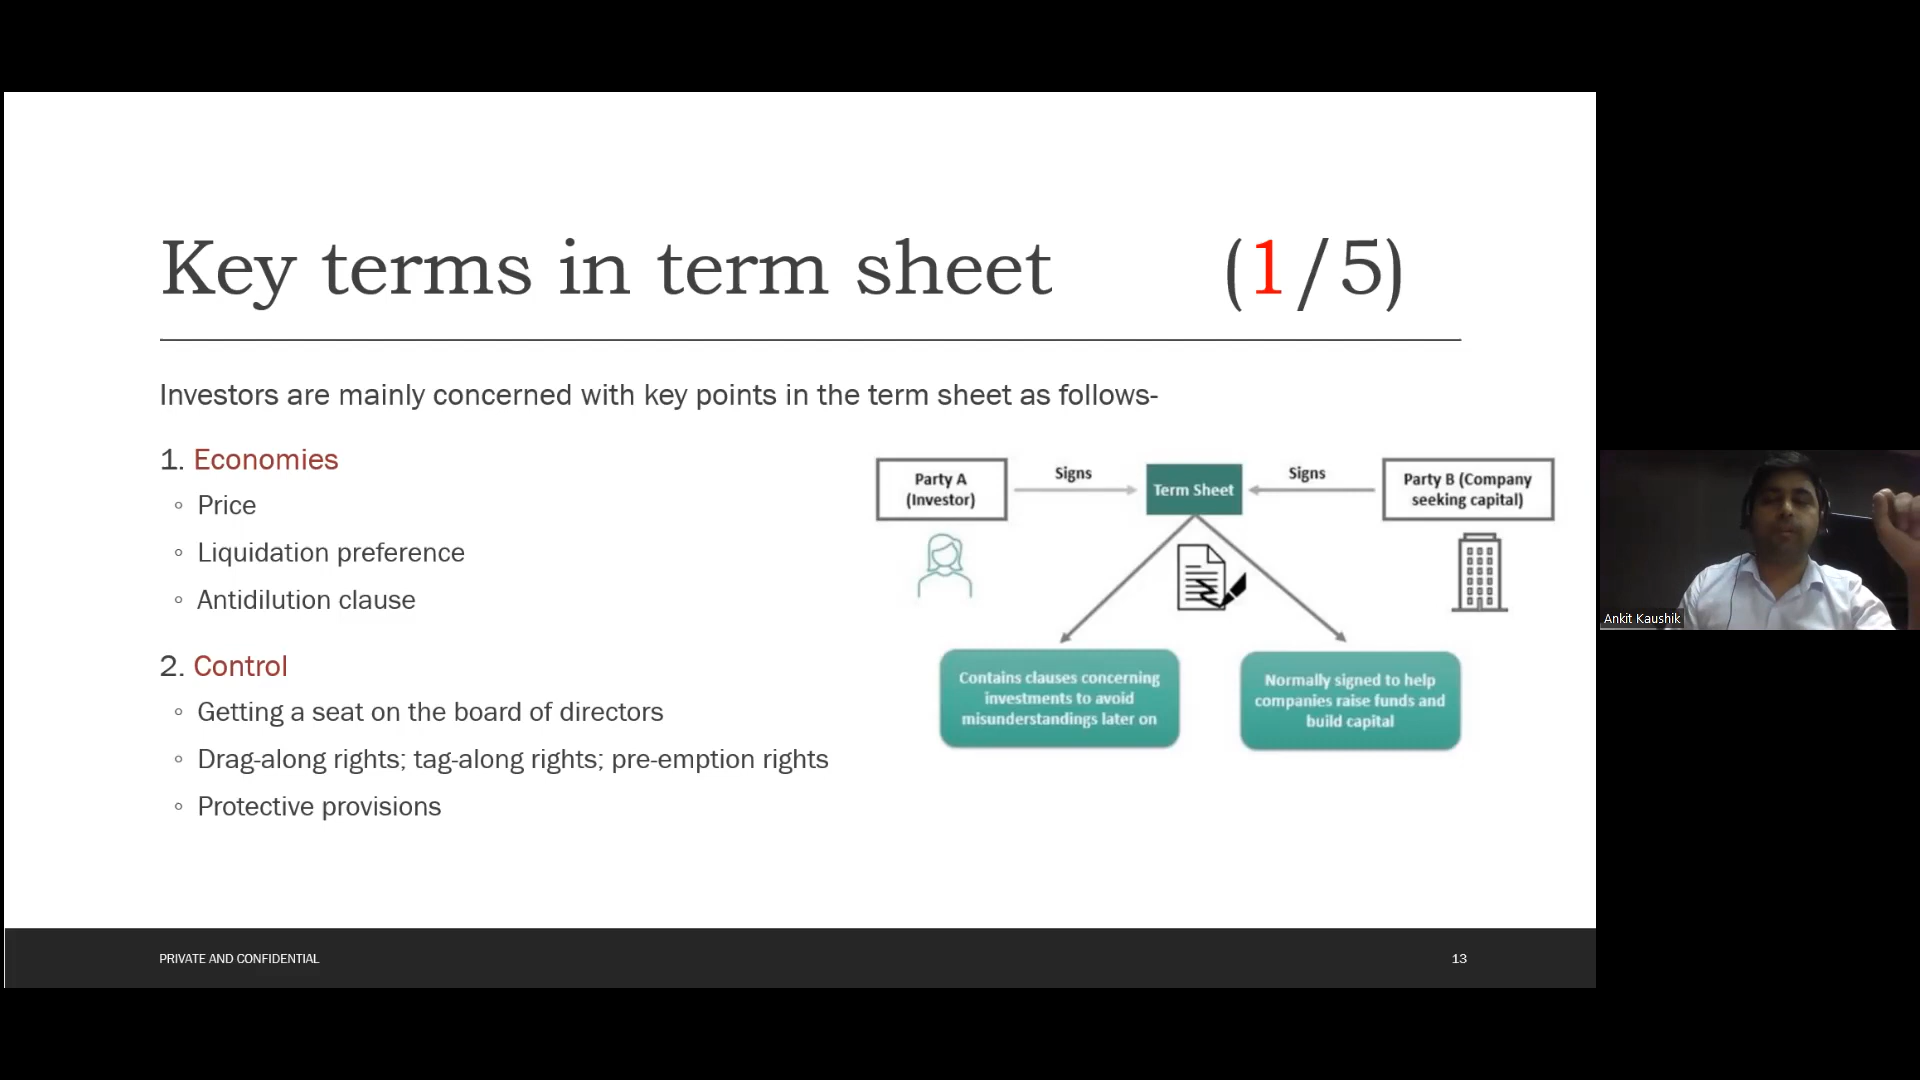 Key terms in term sheet (1/5)
Investors are mainly concerned with key points in the term sheet as follows-
1. Economies
◦ Price
◦ Liquidation preference
◦ Antidilution clause
2. Control
◦ Getting a seat on the board of directors
◦ Drag-along rights; tag-along rights; pre-emption rights
◦ Protective provisions
Party A
(Investor)
Signs
Term Sheet
Signs
Party B (Company
seeking capital)
Contains clauses concerning
investments to avoid
misunderstandings later on
Normally signed to help
companies raise funds and
build capital
PRIVATE AND CONFIDENTIAL
13
Ankit Kaushik